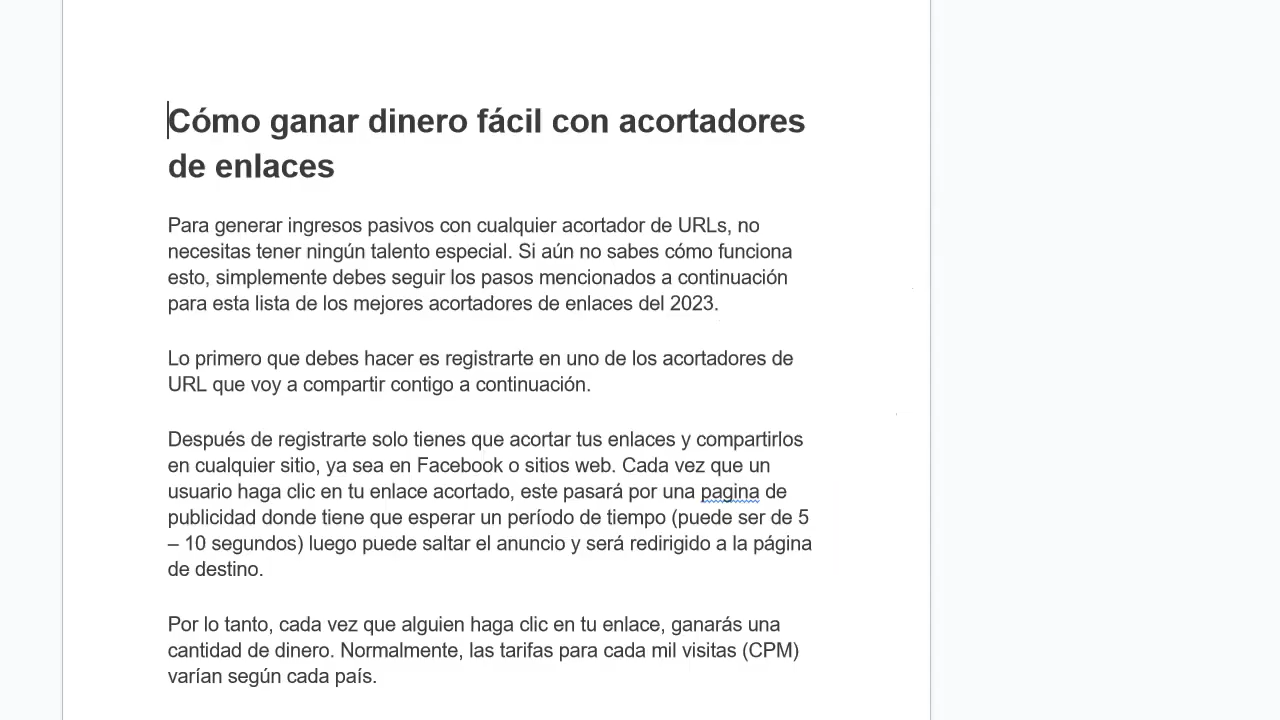 Cómo ganar dinero fácil con acortadores
de enlaces
Para generar ingresos pasivos con cualquier acortador de URLs, no
necesitas tener ningún talento especial. Si aún no sabes cómo funciona
esto, simplemente debes seguir los pasos mencionados a continuación
para esta lista de los mejores acortadores de enlaces del 2023.
Lo primero que debes hacer es registrarte en uno de los acortadores de
URL que voy a compartir contigo a continuación.
Después de registrarte solo tienes que acortar tus enlaces y compartirlos
en cualquier sitio, ya sea en Facebook o sitios web. Cada vez que un
usuario haga clic en tu enlace acortado, este pasará por una pagina de
publicidad donde tiene que esperar un período de tiempo (puede ser de 5
– 10 segundos) luego puede saltar el anuncio y será redirigido a la página
de destino.
Por lo tanto, cada vez que alguien haga clic en tu enlace, ganarás una
cantidad de dinero. Normalmente, las tarifas para cada mil visitas (CPM)
varían según cada país.